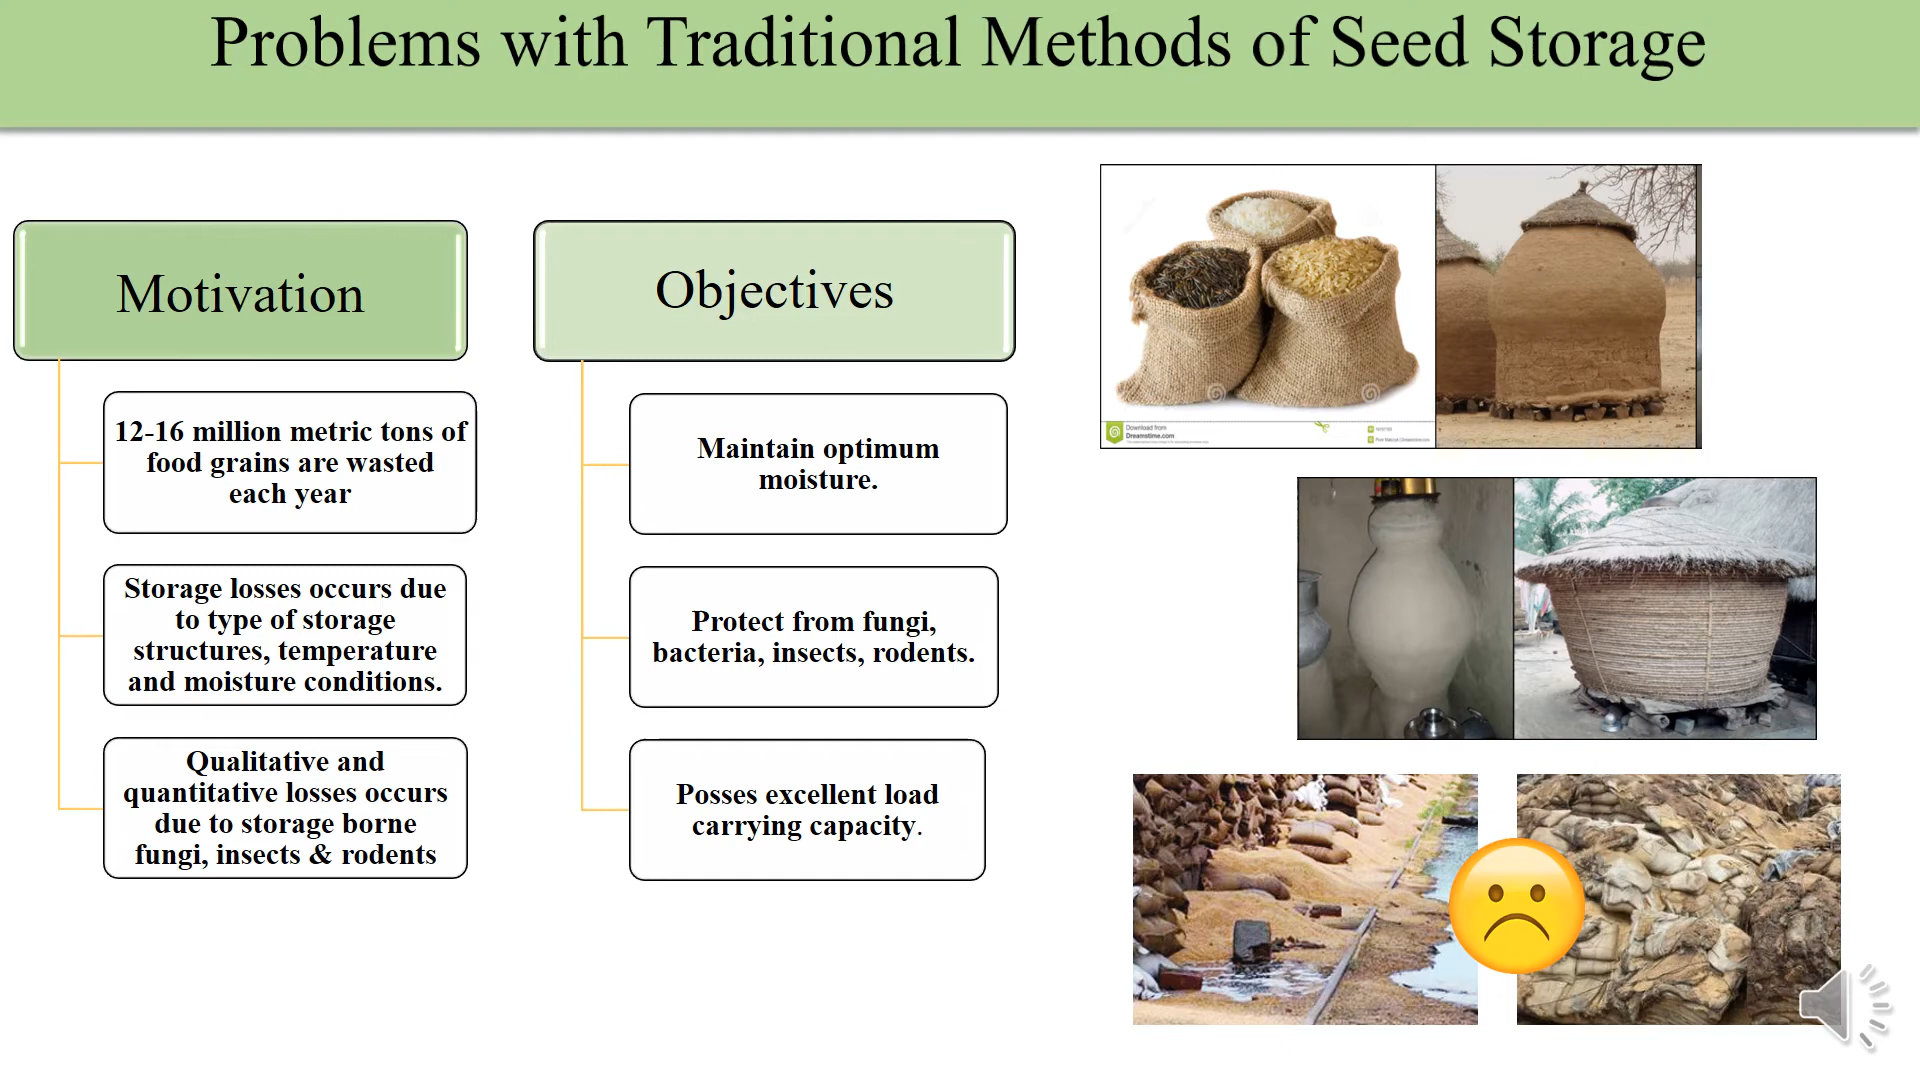 Problems with Traditional Methods of Seed Storage
Motivation
12-16 million metric tons of
food grains are wasted
each year
Storage losses occurs due
to type of storage
structures, temperature
and moisture conditions.
Qualitative and
quantitative losses occurs
due to storage borne
fungi, insects & rodents
Objectives
Maintain optimum
moisture.
Protect from fungi,
bacteria, insects, rodents.
Posses excellent load
carrying capacity.
Download from
Dreamstime.com